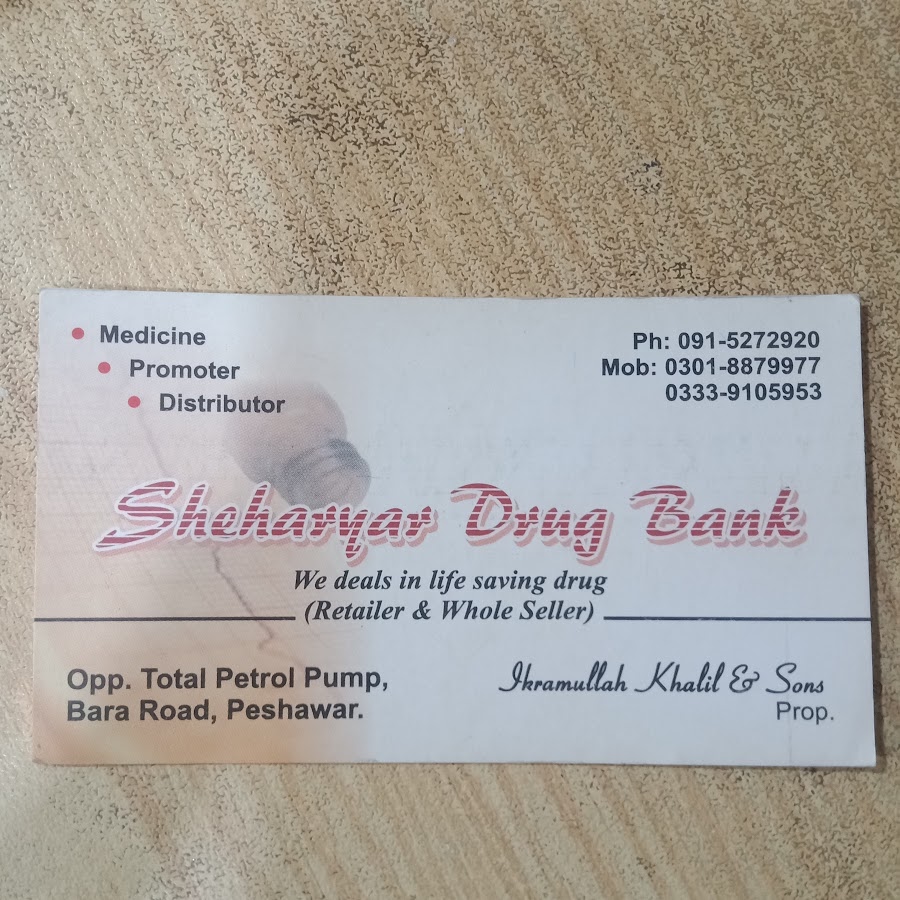 Medicine
Promoter
Distributor
Ph: 091-5272920
Mob: 0301-8879977
0333-9105953
Sheharyar Drug Bank
We deals in life saving drug
(Retailer & Whole Seller)
Opp. Total Petrol Pump,
Bara Road, Peshawar.
Ikramullah Khalil & Sons
Prop.